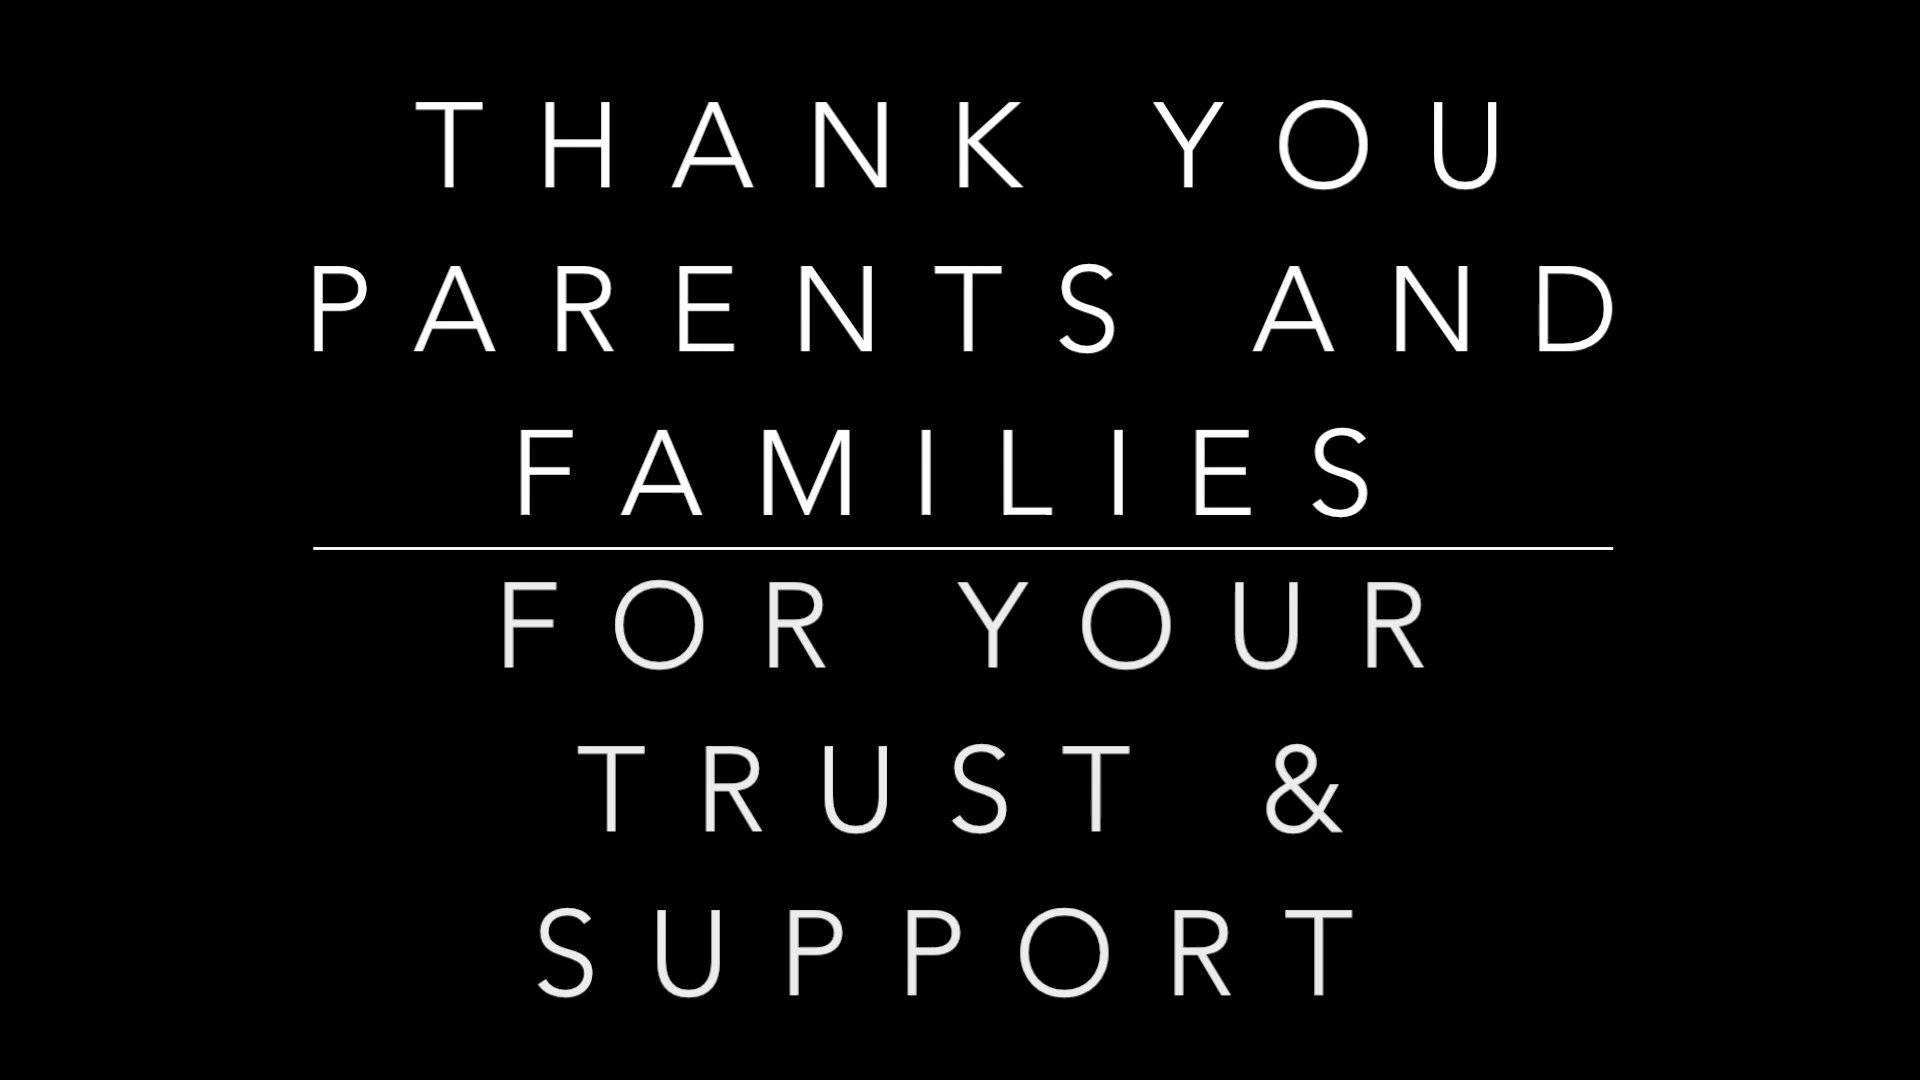 THANK YOU
PARENTS AND
FAMILIES
FOR YOUR
TRUST &
SUPPORT